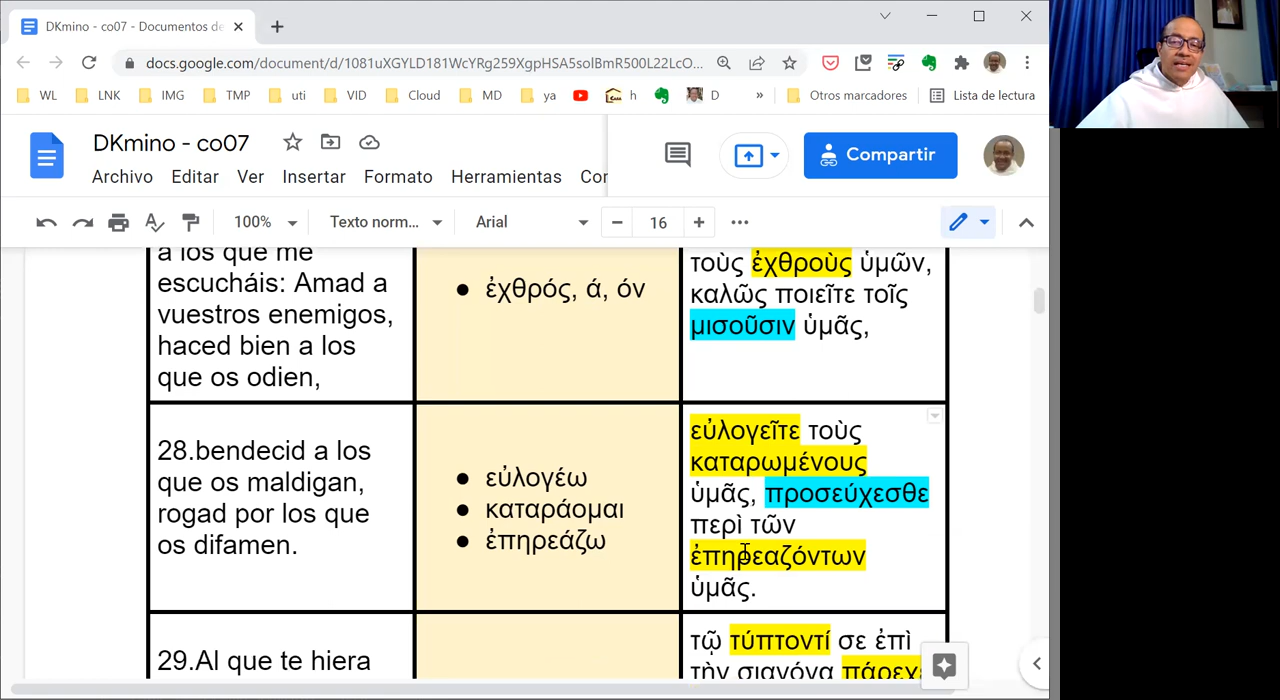 DKmino - co07 - Documentos de
docs.google.com/document/d/1081uXGYLD181WcYRg259XgpHSA5solBmR500L22LcO...
WL LNK IMG TMP uti VID Cloud MD ya h D » Otros marcadores Lista de lectura
DKmino - co07
Archivo Editar Ver Insertar Formato Herramientas Cor
Compartir
100% Texto norm... Arial 16
a los que me
escucháis: Amad a
vuestros enemigos,
haced bien a los
que os odien,
● ἐχθρός, ά, όν
τοὺς ἐχθροὺς ὑμῶν,
καλῶς ποιεῖτε τοῖς
μισοῦσιν ὑμᾶς,
28.bendecid a los
que os maldigan,
rogad por los que
os difamen.
● εὐλογέω
● καταράομαι
● ἐπηρεάζω
εὐλογεῖτε τοὺς
καταρωμένους
ὑμᾶς, προσεύχεσθε
περὶ τῶν
ἐπηρεαζόντων
ὑμᾶς.
29.Al que te hiera
τῷ τύπτοντί σε ἐπὶ
τὴν σιαγόνα πάρεχε